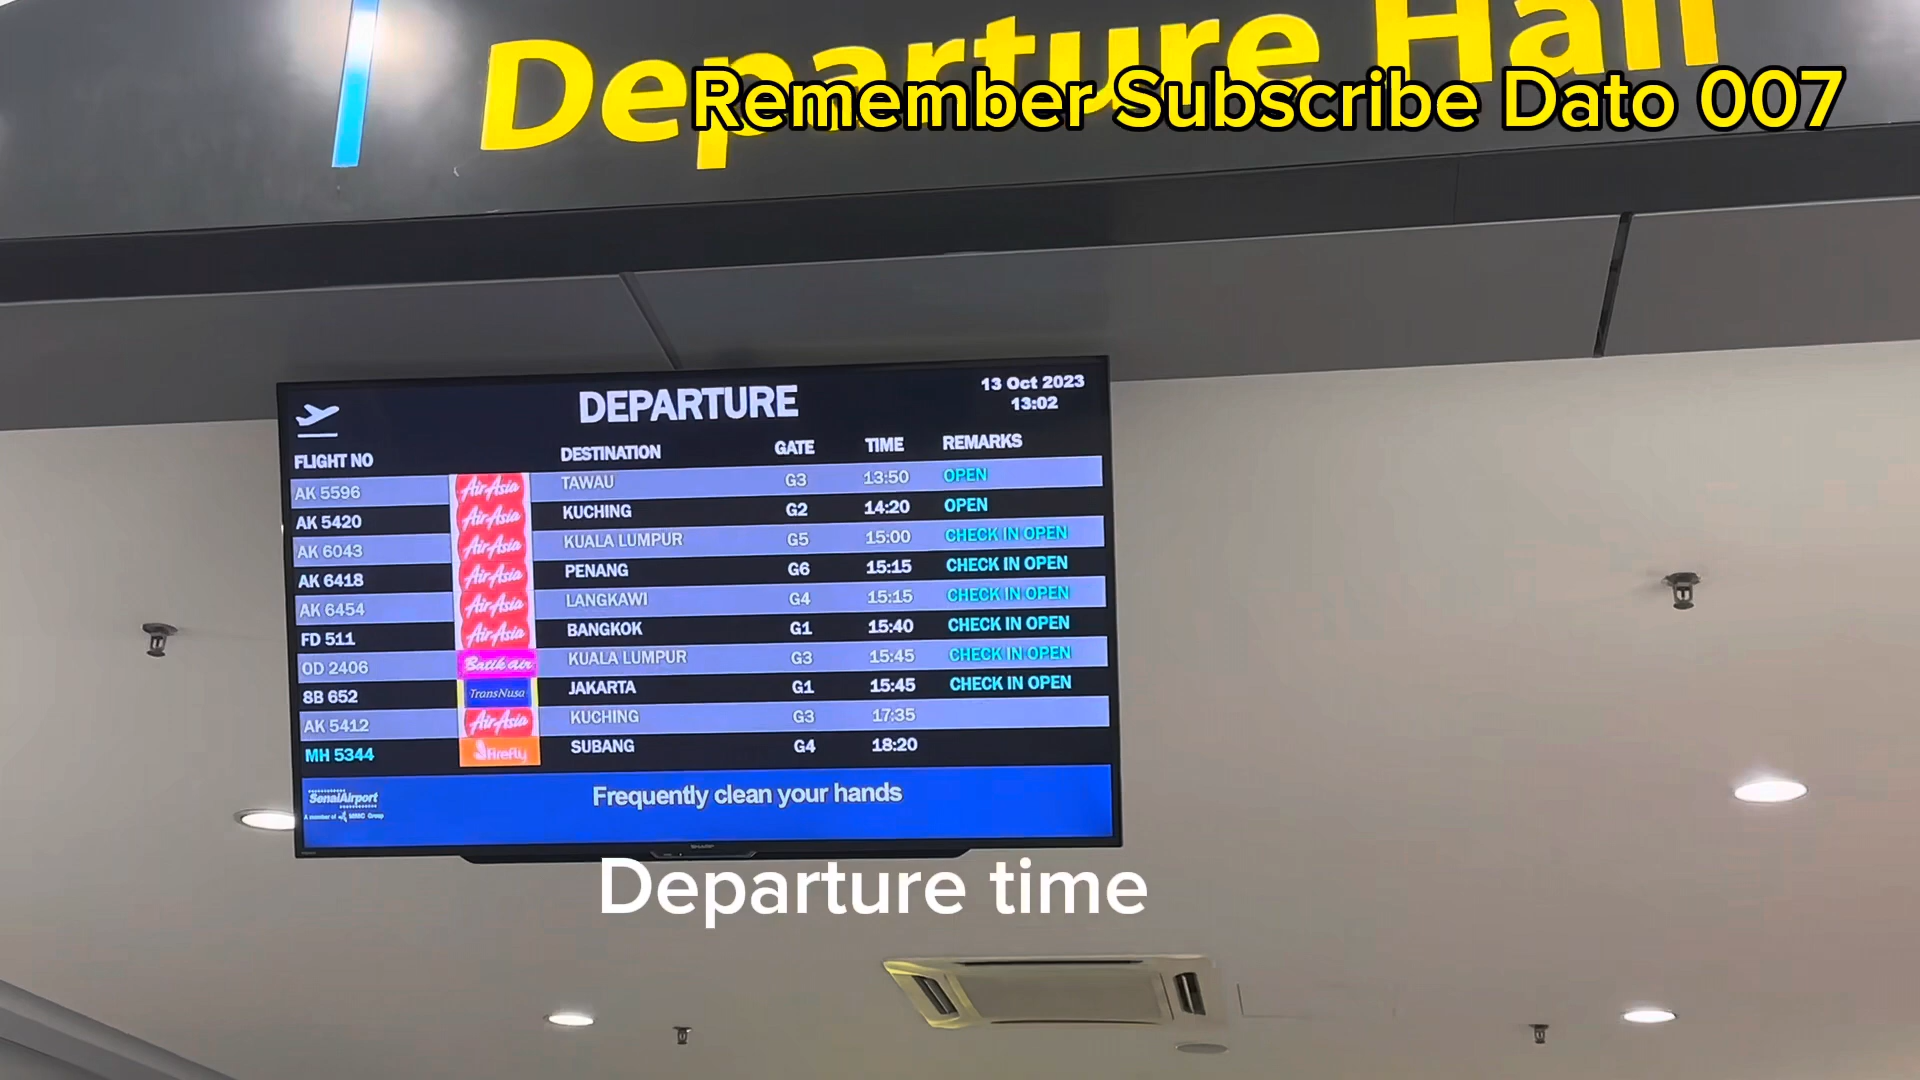 Departure Hall
Remember Subscribe Dato 007
DEPARTURE
13 Oct 2023
13:02
FLIGHT NO DESTINATION GATE TIME REMARKS
AK 5596 AirAsia TAWAU G3 13:50 OPEN
AK 5420 AirAsia KUCHING G2 14:20 OPEN
AK 6043 AirAsia KUALA LUMPUR G5 15:00 CHECK IN OPEN
AK 6418 AirAsia PENANG G6 15:15 CHECK IN OPEN
AK 6454 AirAsia LANGKAWI G4 15:15 CHECK IN OPEN
FD 511 AirAsia BANGKOK G1 15:40 CHECK IN OPEN
OD 2406 Batik air KUALA LUMPUR G3 15:45 CHECK IN OPEN
8B 652 TransNusa JAKARTA G1 15:45 CHECK IN OPEN
AK 5412 AirAsia KUCHING G3 17:35
MH 5344 firefly SUBANG G4 18:20
SenaiAirport
A member of MMC Group
Frequently clean your hands
SHARP
Departure time